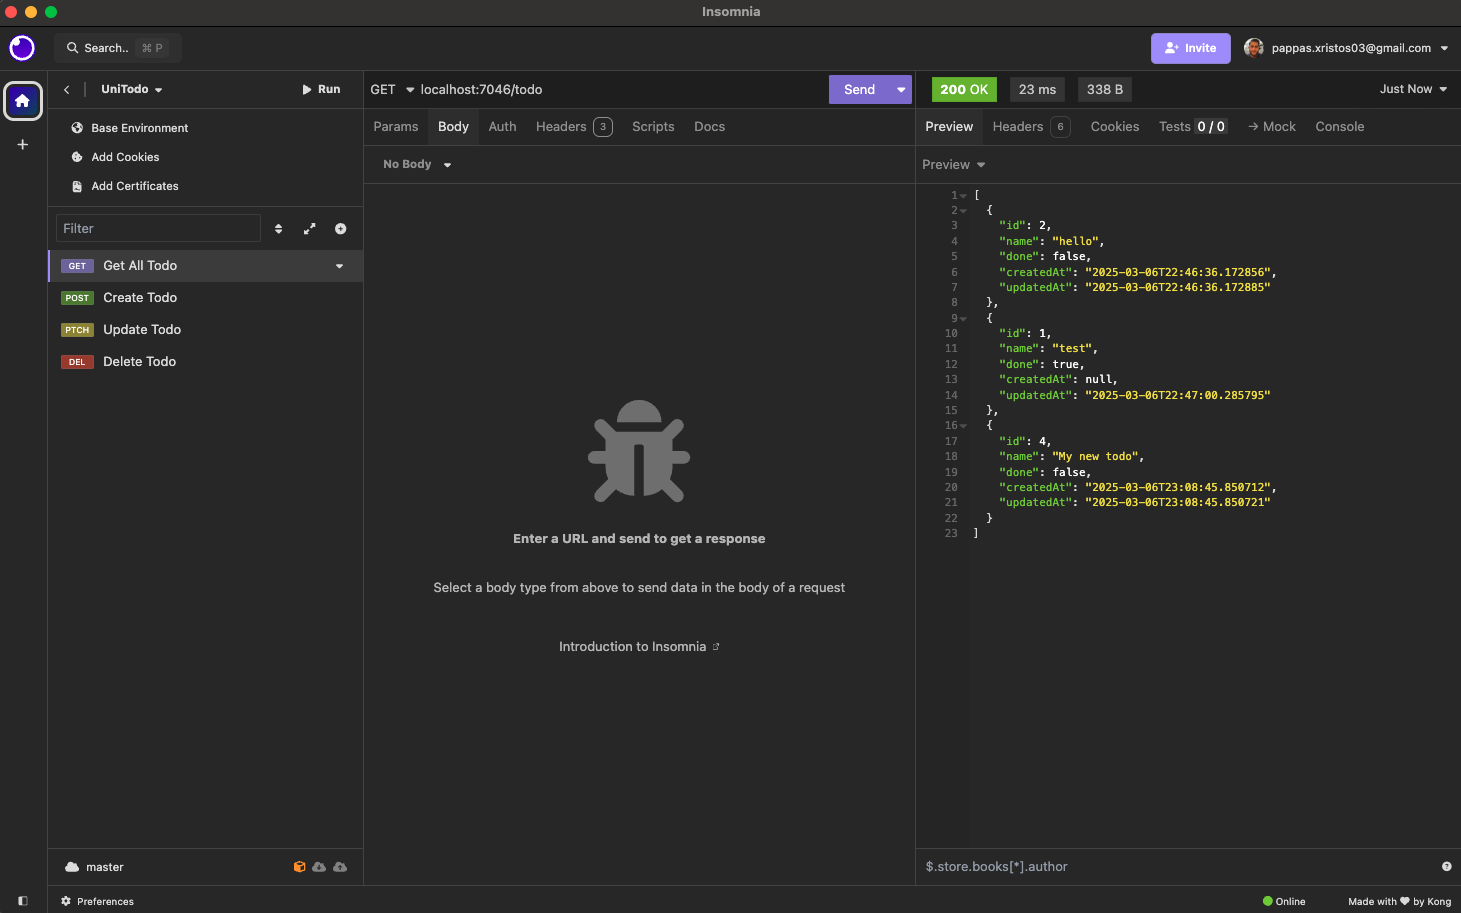 Insomnia
Search.. ⌘ P
Invite
pappas.xristos03@gmail.com
UniTodo
Run
GET localhost:7046/todo
Send
200 OK
23 ms
338 B
Just Now
Base Environment
Add Cookies
Add Certificates
Params Body Auth Headers 3 Scripts Docs
Preview Headers 6 Cookies Tests 0 / 0 → Mock Console
No Body
Preview
Filter
GET Get All Todo
POST Create Todo
PTCH Update Todo
DEL Delete Todo
Enter a URL and send to get a response
Select a body type from above to send data in the body of a request
Introduction to Insomnia
1 [
2 {
3 "id": 2,
4 "name": "hello",
5 "done": false,
6 "createdAt": "2025-03-06T22:46:36.172856",
7 "updatedAt": "2025-03-06T22:46:36.172885"
8 },
9 {
10 "id": 1,
11 "name": "test",
12 "done": true,
13 "createdAt": null,
14 "updatedAt": "2025-03-06T22:47:00.285795"
15 },
16 {
17 "id": 4,
18 "name": "My new todo",
19 "done": false,
20 "createdAt": "2025-03-06T23:08:45.850712",
21 "updatedAt": "2025-03-06T23:08:45.850721"
22 }
23 ]
master
$.store.books[*].author
Preferences
Online
Made with ♥ by Kong